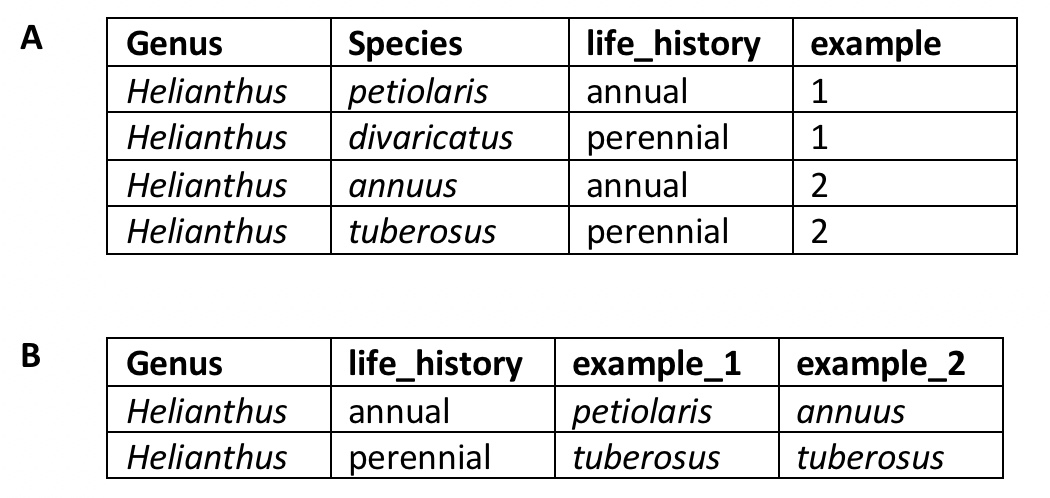 A
Genus Species life_history example
Helianthus petiolaris annual 1
Helianthus divaricatus perennial 1
Helianthus annuus annual 2
Helianthus tuberosus perennial 2
B
Genus life_history example_1 example_2
Helianthus annual petiolaris annuus
Helianthus perennial tuberosus tuberosus